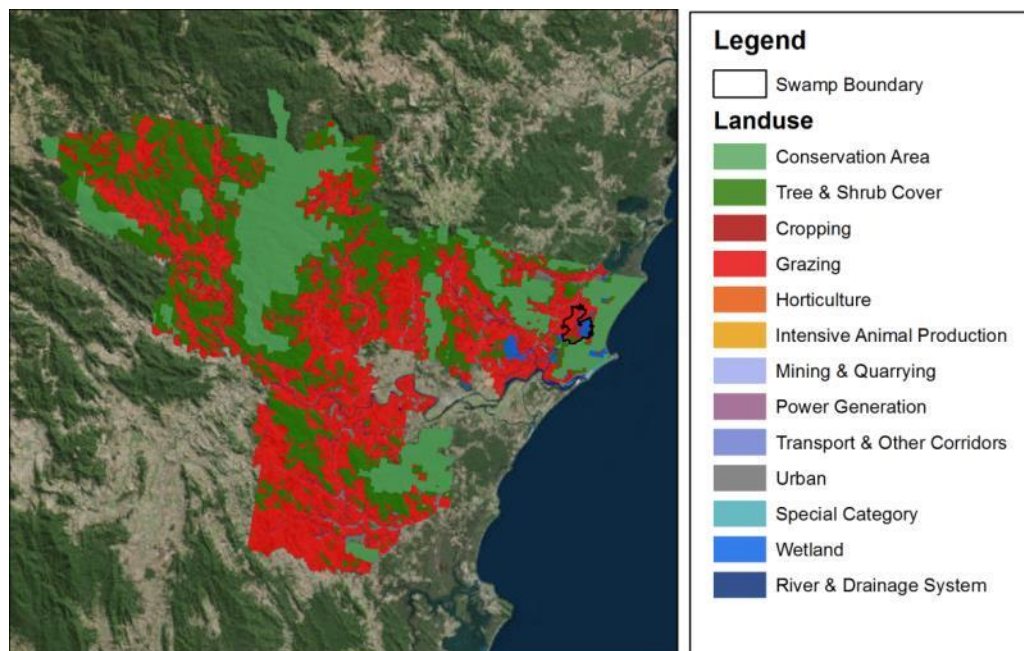 Legend
Swamp Boundary
Landuse
Conservation Area
Tree & Shrub Cover
Cropping
Grazing
Horticulture
Intensive Animal Production
Mining & Quarrying
Power Generation
Transport & Other Corridors
Urban
Special Category
Wetland
River & Drainage System